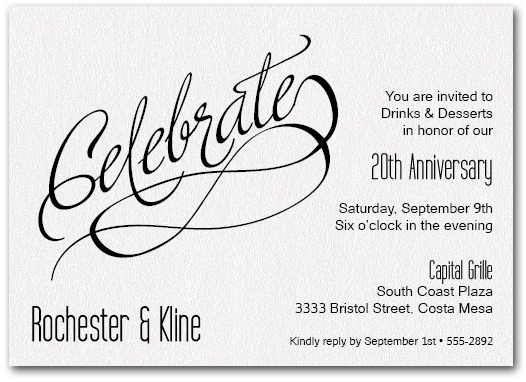 Celebrate
You are invited to
Drinks & Desserts
in honor of our
20th Anniversary
Saturday, September 9th
Six o'clock in the evening
Capital Grille
South Coast Plaza
3333 Bristol Street, Costa Mesa
Rochester & Kline
Kindly reply by September 1st • 555-2892